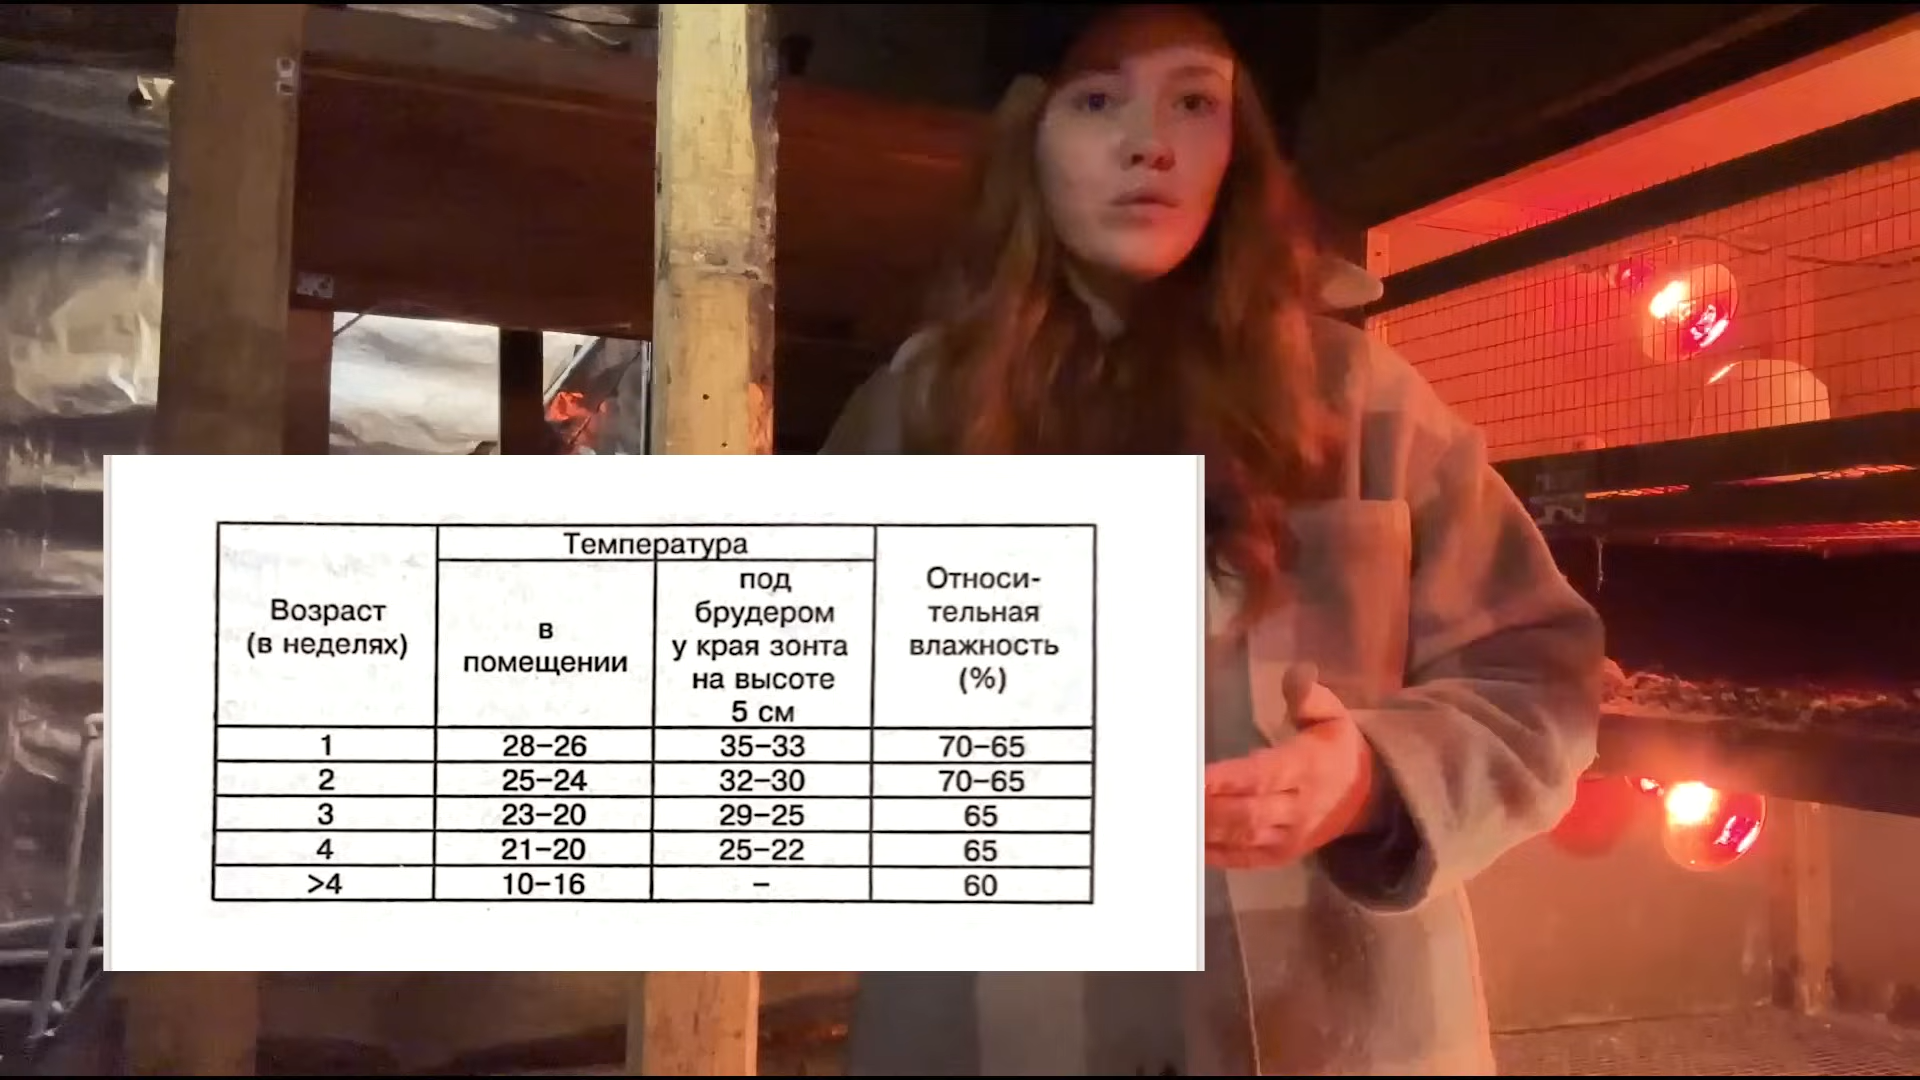 Температура
Возраст
(в неделях)
в
помещении
под
брудером
у края зонта
на высоте
5 см
Относи-
тельная
влажность
(%)
1 28–26 35–33 70–65
2 25–24 32–30 70–65
3 23–20 29–25 65
4 21–20 25–22 65
>4 10–16 – 60